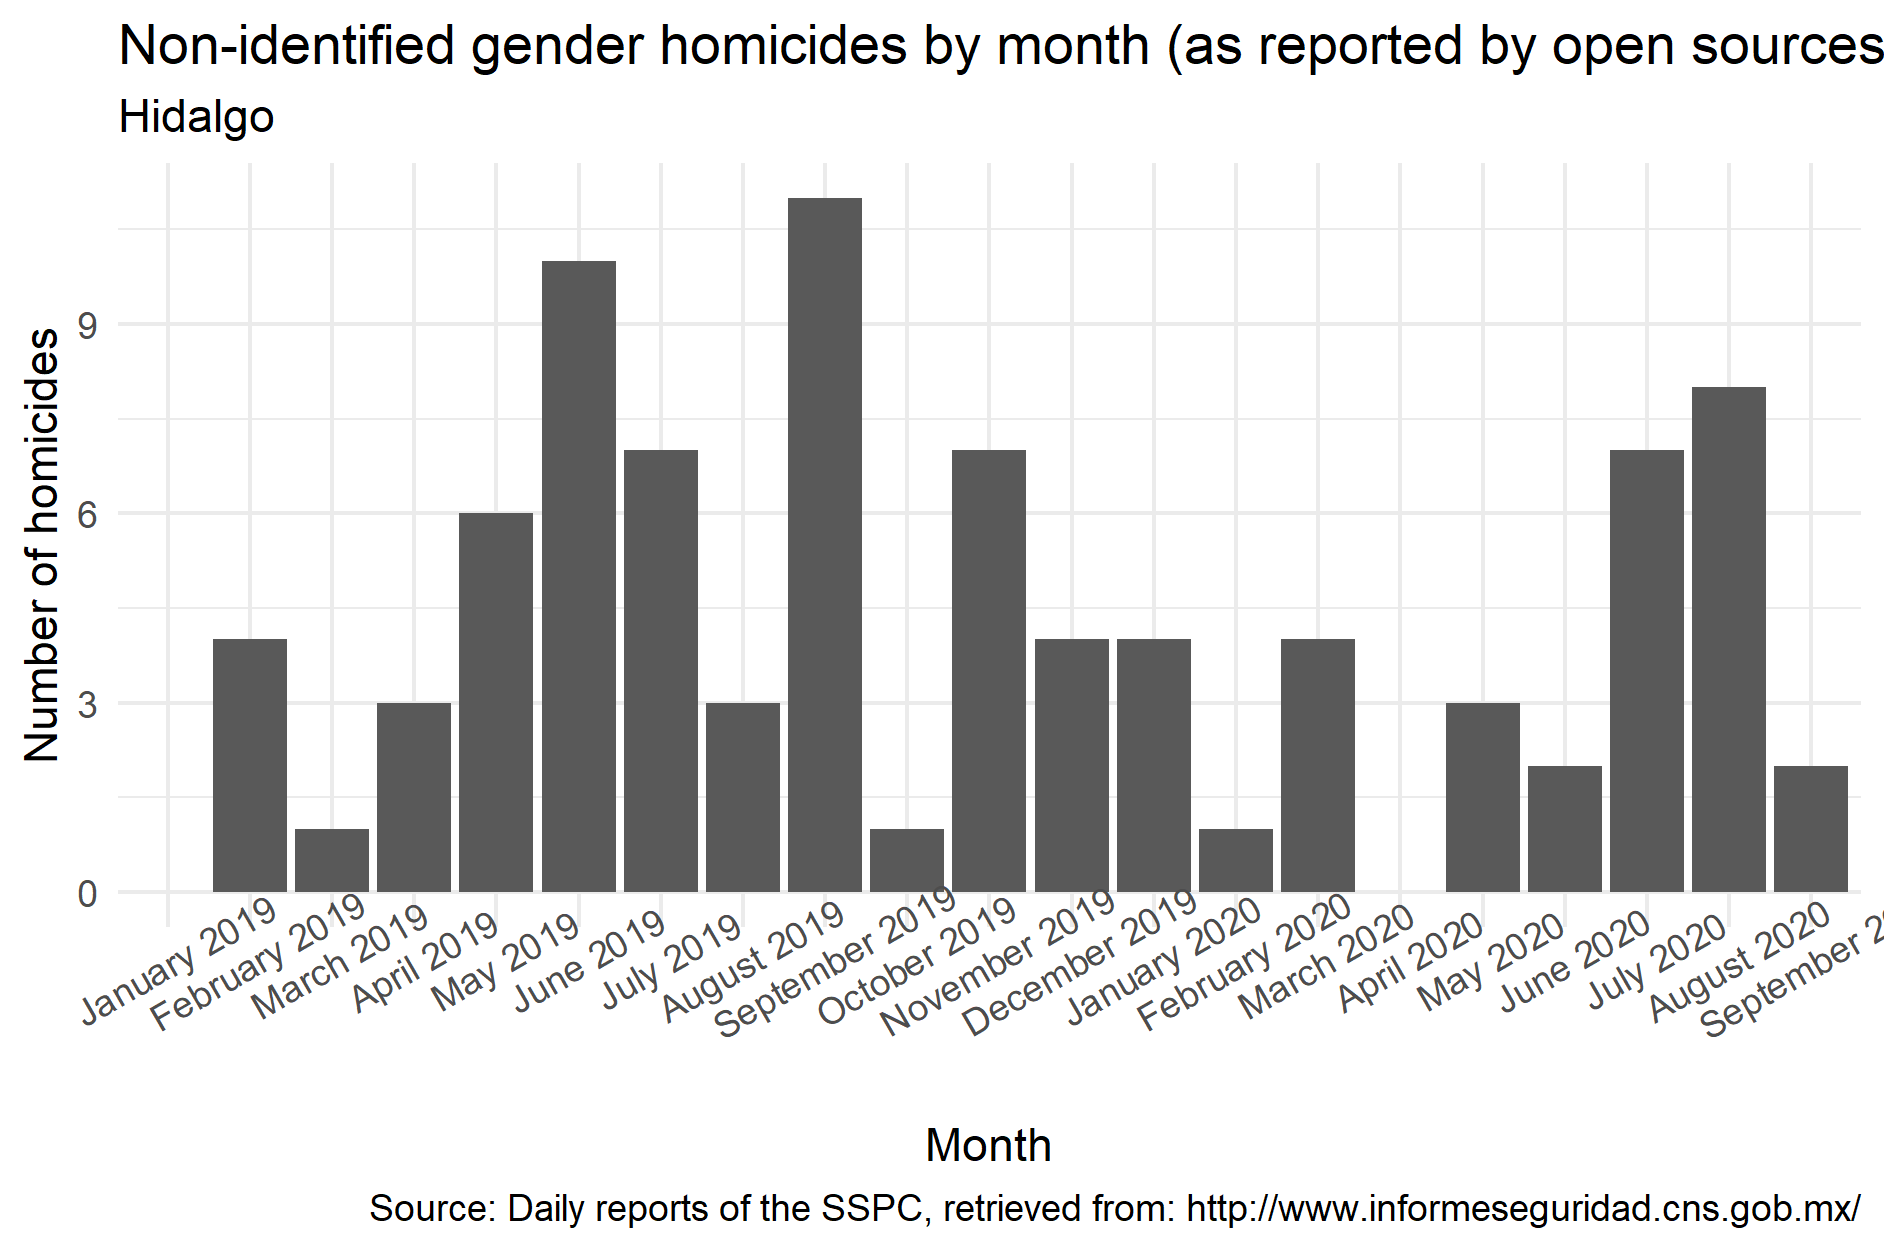 Non-identified gender homicides by month (as reported by open sources
Hidalgo
Number of homicides
9
6
3
0
January 2019
February 2019
March 2019
April 2019
May 2019
June 2019
July 2019
August 2019
September 2019
October 2019
November 2019
December 2019
January 2020
February 2020
March 2020
April 2020
May 2020
June 2020
July 2020
August 2020
September 20
Month
Source: Daily reports of the SSPC, retrieved from: http://www.informeseguridad.cns.gob.mx/